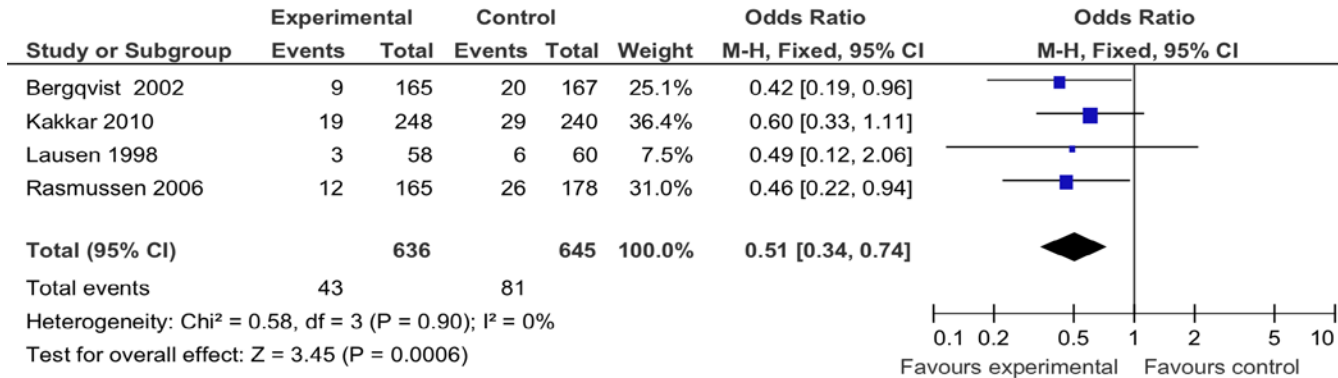 Experimental Control Odds Ratio Odds Ratio
Study or Subgroup Events Total Events Total Weight M-H, Fixed, 95% CI M-H, Fixed, 95% CI
Bergqvist 2002 9 165 20 167 25.1% 0.42 [0.19, 0.96]
Kakkar 2010 19 248 29 240 36.4% 0.60 [0.33, 1.11]
Lausen 1998 3 58 6 60 7.5% 0.49 [0.12, 2.06]
Rasmussen 2006 12 165 26 178 31.0% 0.46 [0.22, 0.94]
Total (95% CI) 636 645 100.0% 0.51 [0.34, 0.74]
Total events 43 81
Heterogeneity: Chi² = 0.58, df = 3 (P = 0.90); I² = 0%
Test for overall effect: Z = 3.45 (P = 0.0006)
0.1 0.2 0.5 1 2 5 10
Favours experimental Favours control